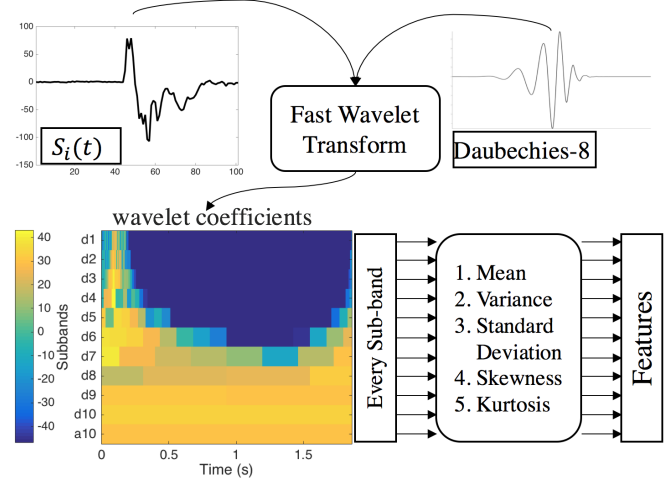 100
50
0
-50
-100
-150
20
40
60
80
100
S_i(t)
Fast Wavelet
Transform
Daubechies-8
wavelet coefficients
40
30
20
10
0
-10
-20
-30
-40
Subbands
d1
d2
d3
d4
d5
d6
d7
d8
d9
d10
a10
0
0.5
1
1.5
Time (s)
Every Sub-band
1. Mean
2. Variance
3. Standard
Deviation
4. Skewness
5. Kurtosis
Features